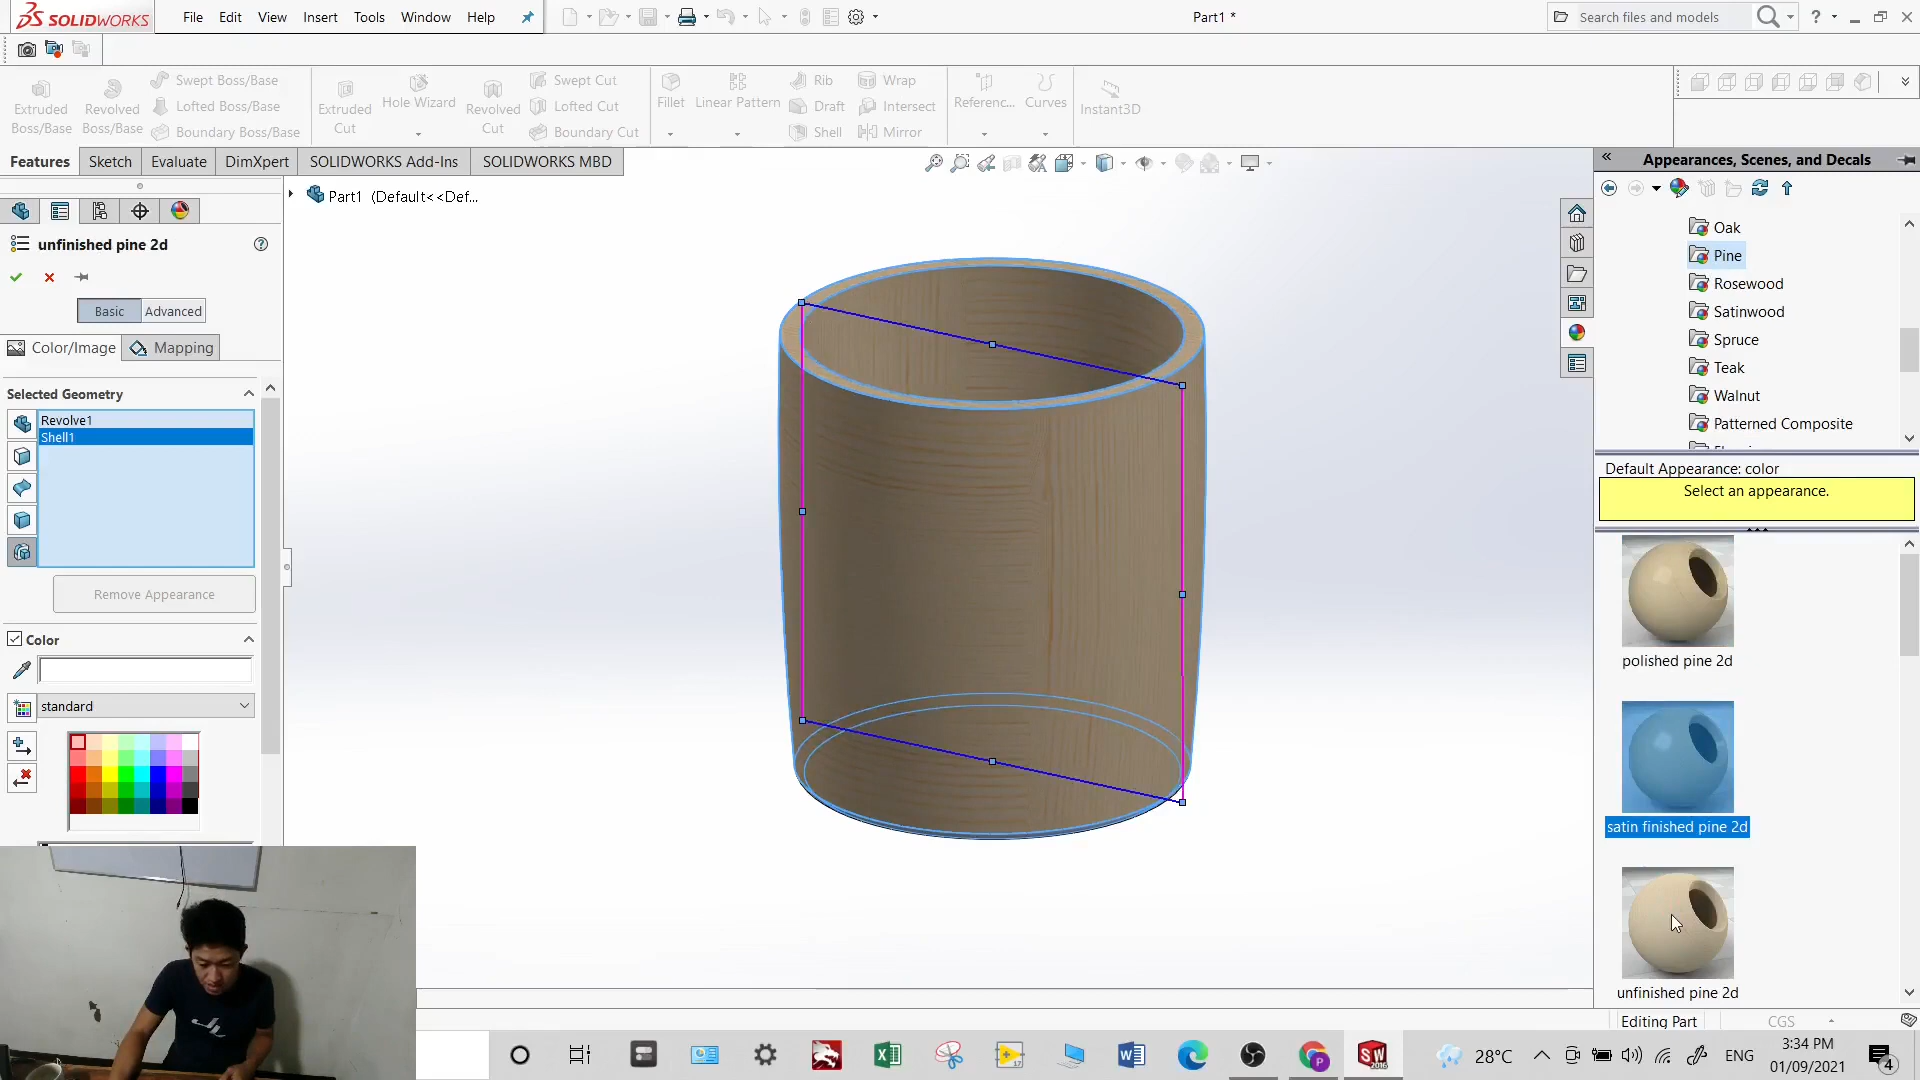 SOLIDWORKS
File Edit View Insert Tools Window Help
Part1 *
Search files and models
Extruded Boss/Base
Revolved Boss/Base
Swept Boss/Base
Lofted Boss/Base
Boundary Boss/Base
Extruded Cut
Hole Wizard
Revolved Cut
Swept Cut
Lofted Cut
Boundary Cut
Fillet
Linear Pattern
Rib
Draft
Shell
Wrap
Intersect
Mirror
Referenc...
Curves
Instant3D
Features Sketch Evaluate DimXpert SOLIDWORKS Add-Ins SOLIDWORKS MBD
Part1 (Default<<Def...
unfinished pine 2d
Basic Advanced
Color/Image Mapping
Selected Geometry
Revolve1
Shell1
Remove Appearance
Color
standard
Appearances, Scenes, and Decals
Oak
Pine
Rosewood
Satinwood
Spruce
Teak
Walnut
Patterned Composite
Default Appearance: color
Select an appearance.
polished pine 2d
satin finished pine 2d
unfinished pine 2d
Editing Part CGS
28°C ENG
3:34 PM
01/09/2021
4